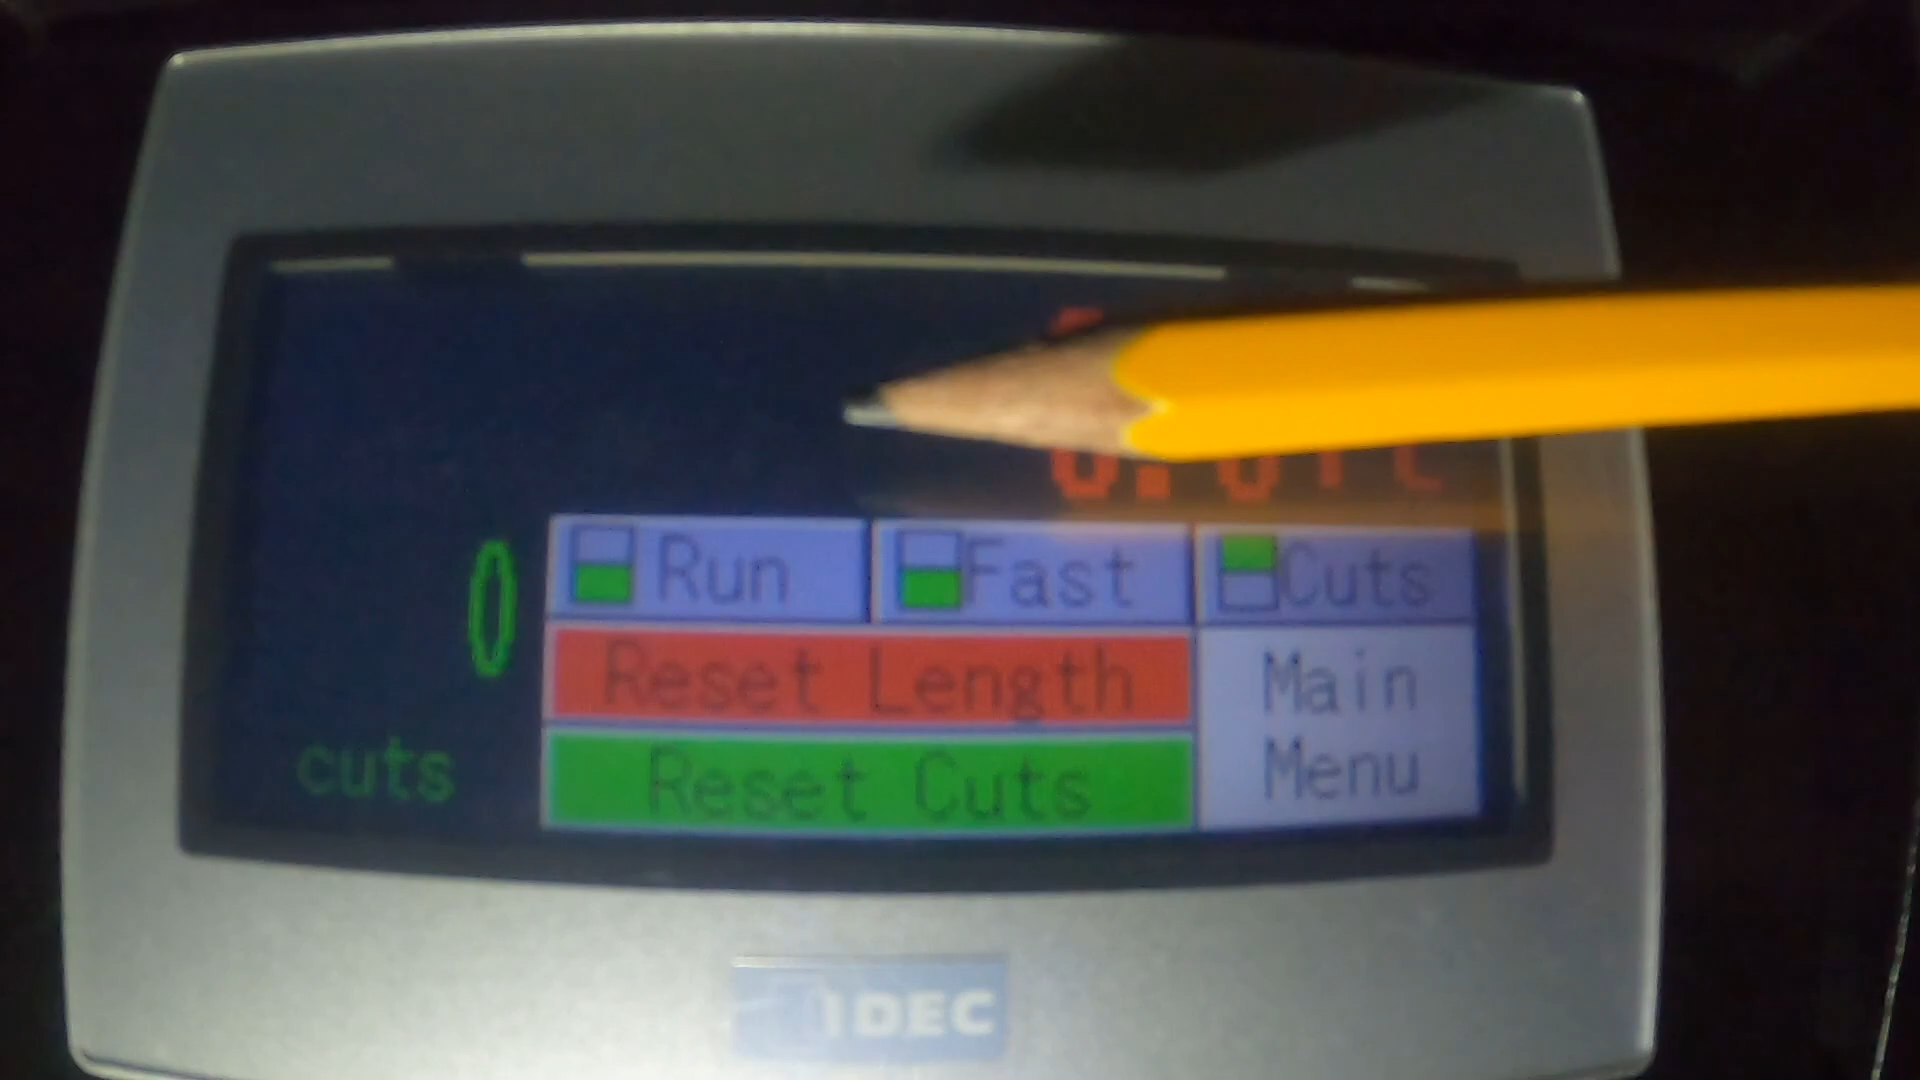 0
Run
Fast
Cuts
Reset Length
Main
Menu
cuts
Reset Cuts
IDEC